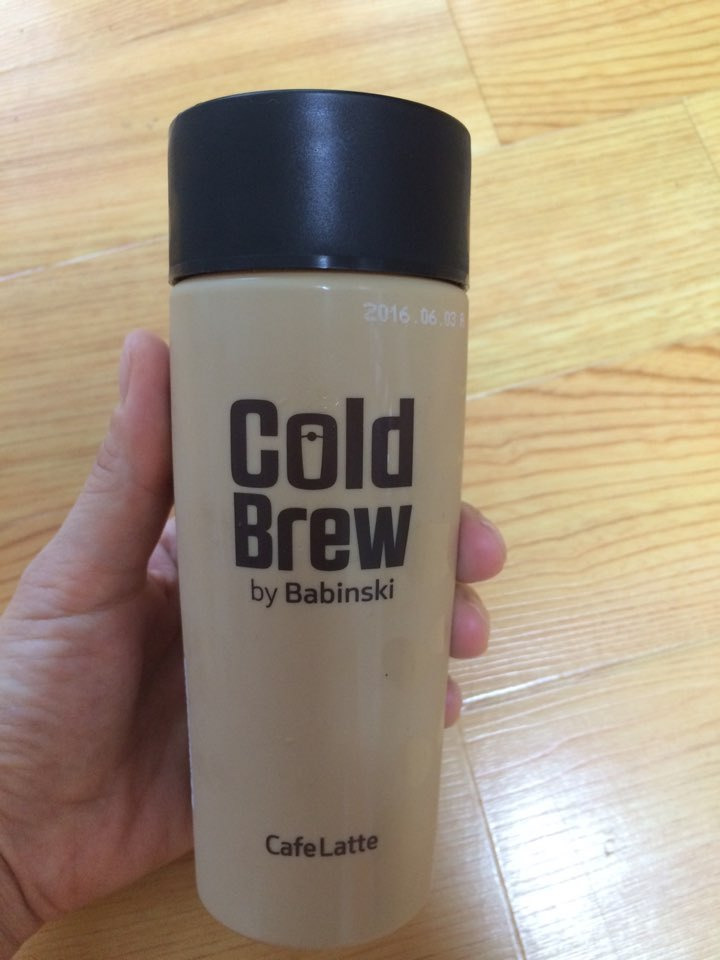 2016.06.03 A
Cold
Brew
by Babinski
CafeLatte